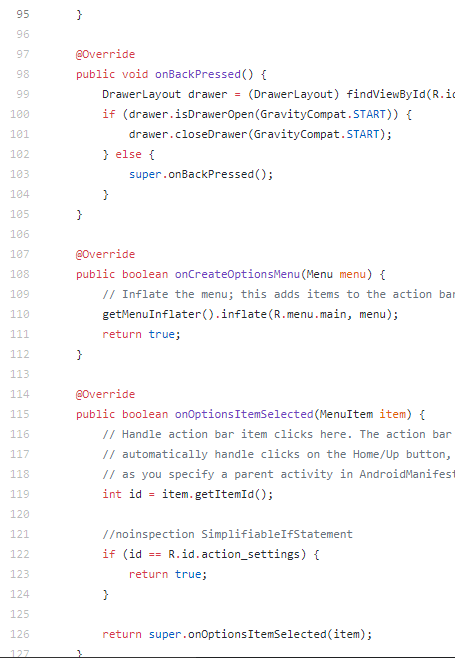 95 }
96
97 @Override
98 public void onBackPressed() {
99 DrawerLayout drawer = (DrawerLayout) findViewById(R.id
100 if (drawer.isDrawerOpen(GravityCompat.START)) {
101 drawer.closeDrawer(GravityCompat.START);
102 } else {
103 super.onBackPressed();
104 }
105 }
106
107 @Override
108 public boolean onCreateOptionsMenu(Menu menu) {
109 // Inflate the menu; this adds items to the action bar
110 getMenuInflater().inflate(R.menu.main, menu);
111 return true;
112 }
113
114 @Override
115 public boolean onOptionsItemSelected(MenuItem item) {
116 // Handle action bar item clicks here. The action bar
117 // automatically handle clicks on the Home/Up button,
118 // as you specify a parent activity in AndroidManifest
119 int id = item.getItemId();
120
121 //noinspection SimplifiableIfStatement
122 if (id == R.id.action_settings) {
123 return true;
124 }
125
126 return super.onOptionsItemSelected(item);
127 }